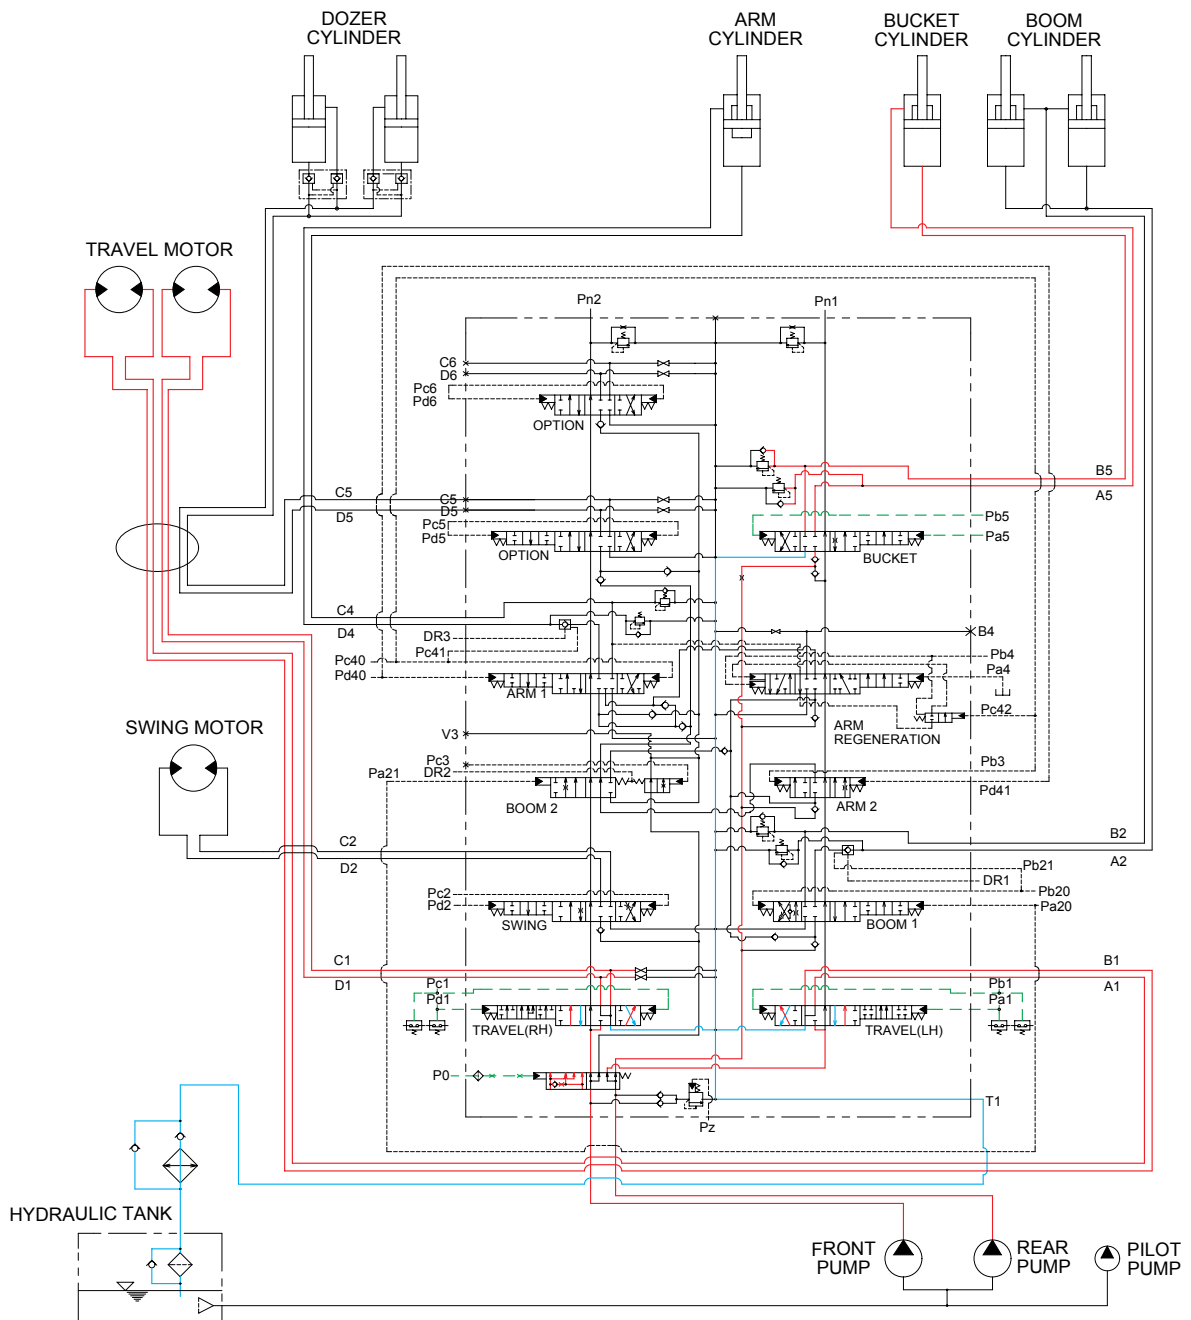 DOZER
CYLINDER
ARM
CYLINDER
BUCKET
CYLINDER
BOOM
CYLINDER
TRAVEL MOTOR
Pn2
Pn1
C6
D6
Pc6
Pd6
OPTION
C5
D5
C5
D5
Pc5
Pd5
OPTION
B5
A5
Pb5
Pa5
BUCKET
C4
D4
DR3
Pc41
Pc40
Pd40
ARM 1
B4
Pb4
Pa4
Pc42
ARM
REGENERATION
SWING MOTOR
V3
Pc3
DR2
Pa21
BOOM 2
Pb3
Pd41
ARM 2
C2
D2
B2
A2
Pb21
DR1
Pc2
Pd2
SWING
Pb20
Pa20
BOOM 1
C1
D1
B1
A1
Pc1
Pd1
TRAVEL(RH)
Pb1
Pa1
TRAVEL(LH)
P0
Pz
T1
HYDRAULIC TANK
FRONT
PUMP
REAR
PUMP
PILOT
PUMP